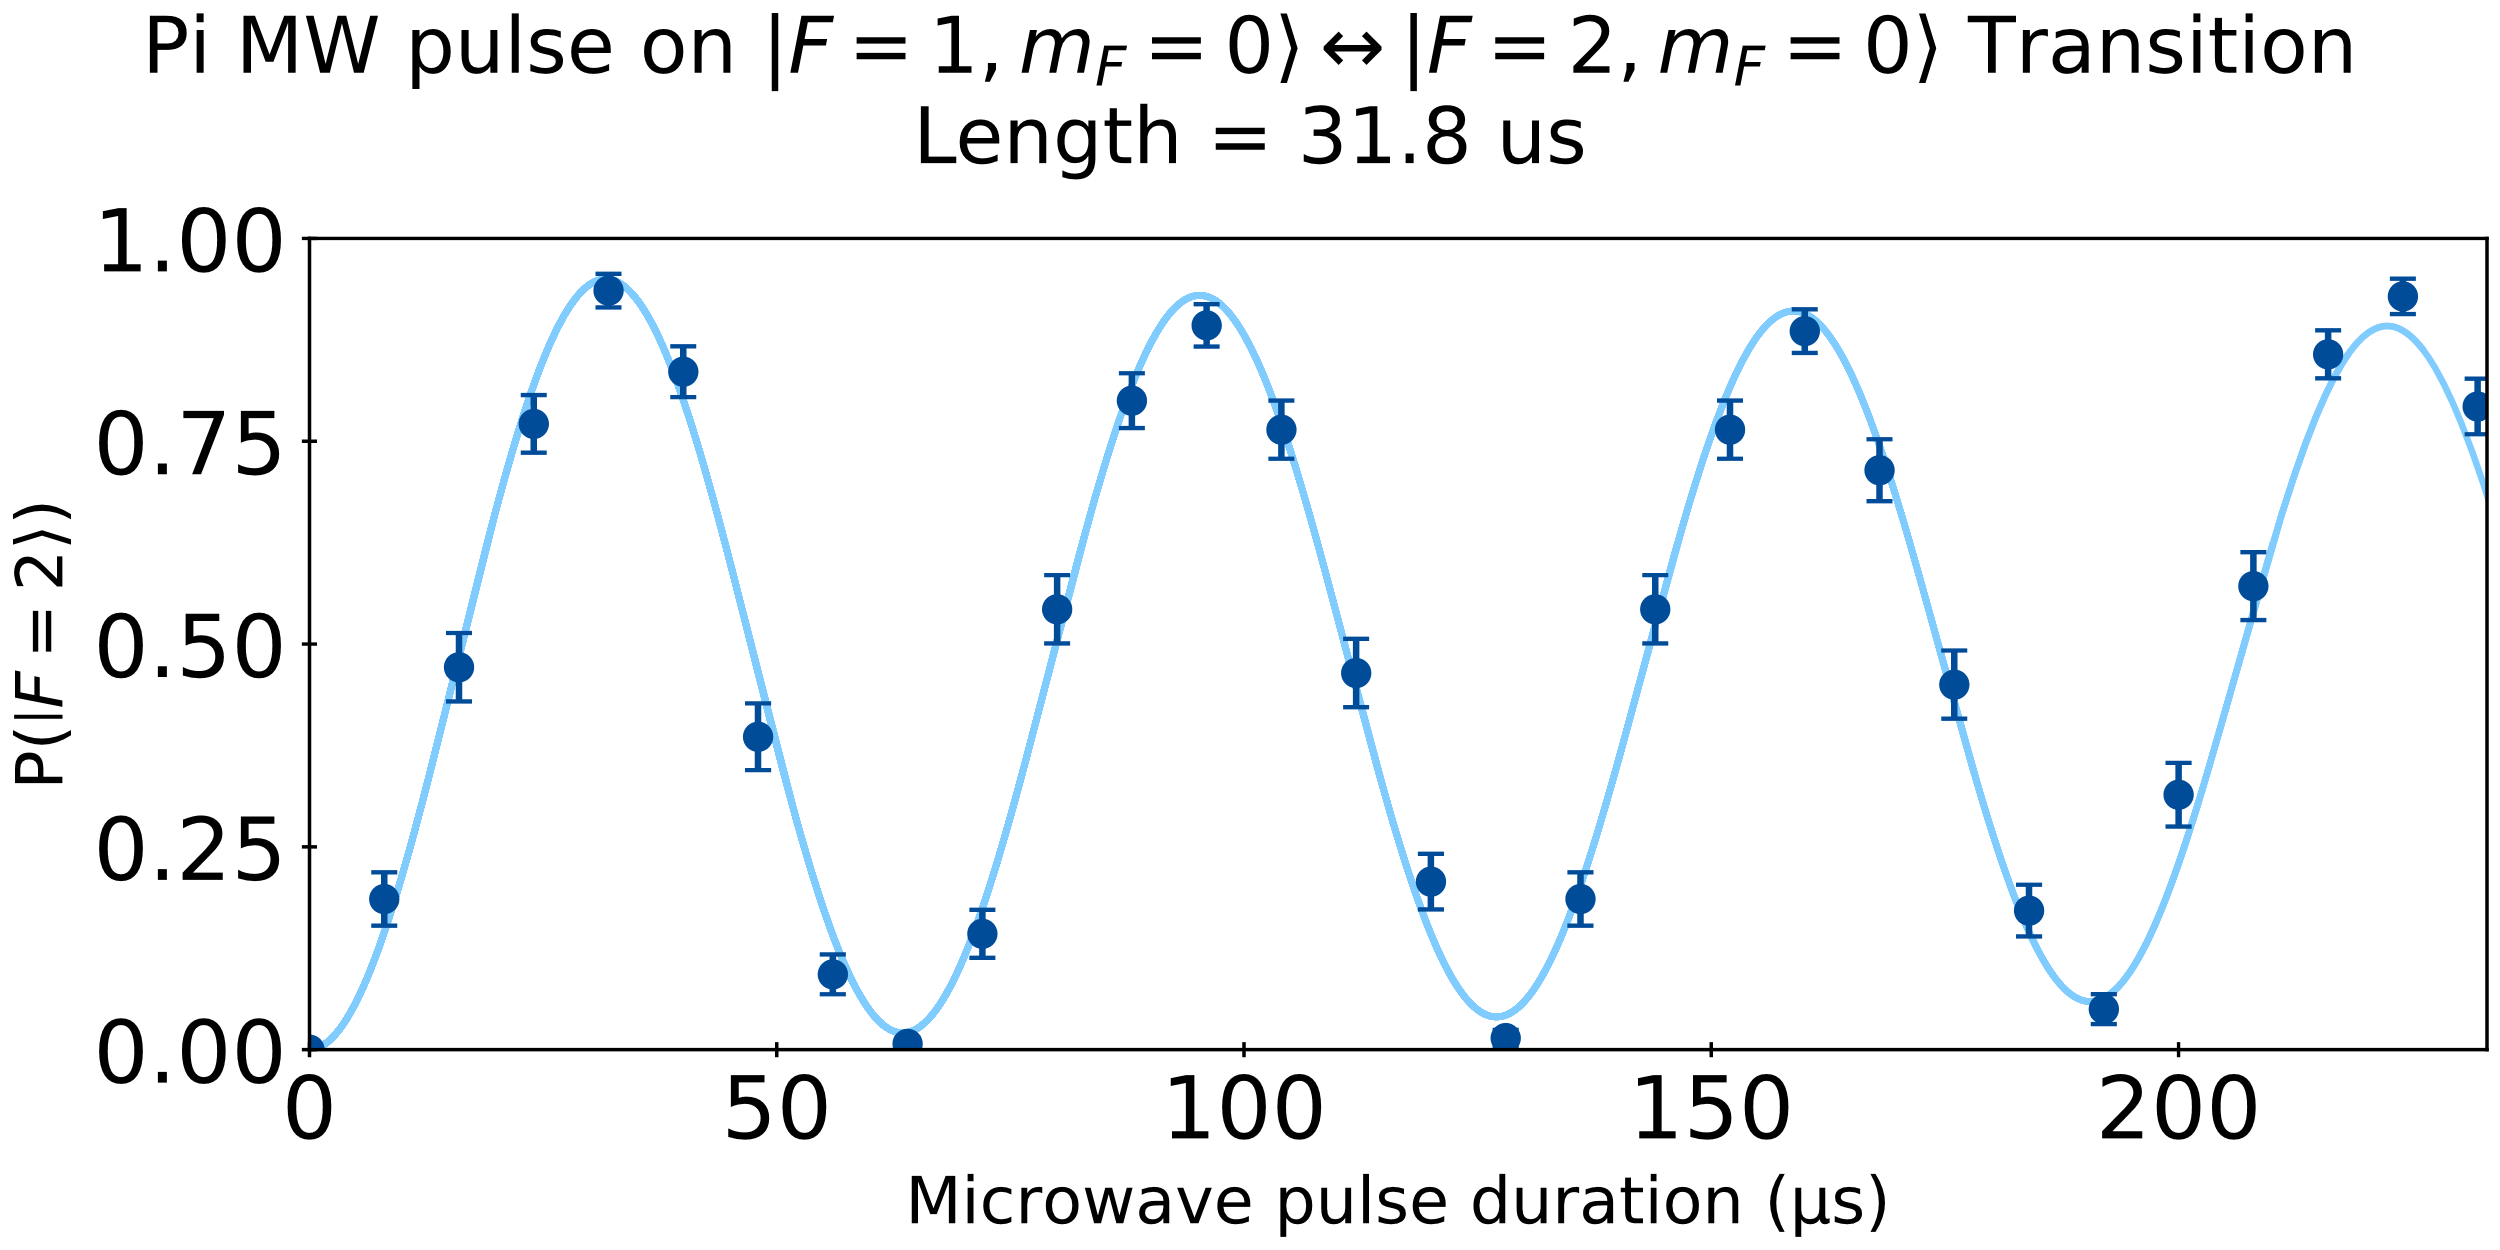 Pi MW pulse on |F = 1, m_F = 0⟩ ↔ |F = 2, m_F = 0⟩ Transition
Length = 31.8 us
1.00
0.75
0.50
0.25
0.00
P(|F = 2⟩)
0 50 100 150 200
Microwave pulse duration (μs)